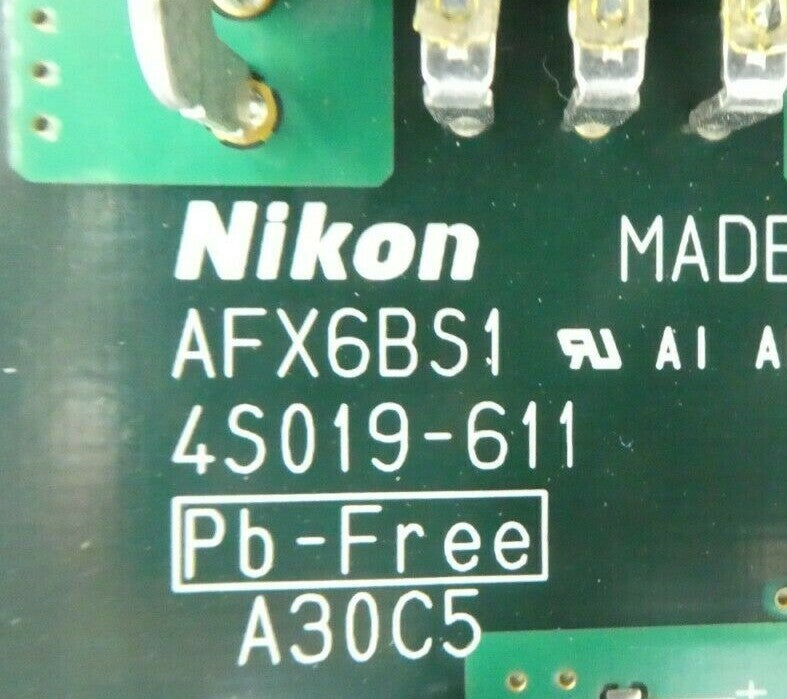 Nikon MADE
AFX6BS1 AI A
4S019-611
Pb-Free
A30C5